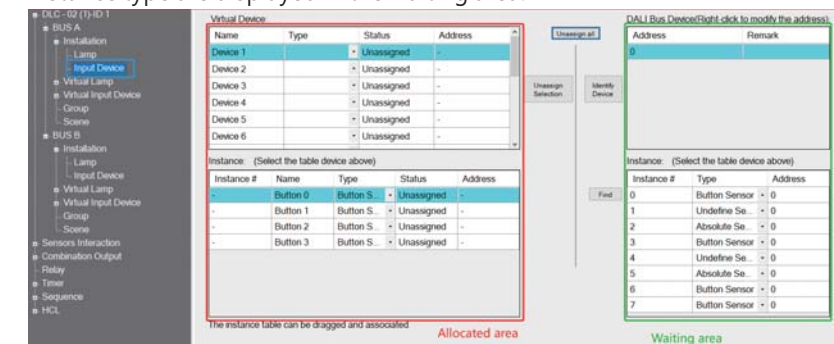 DLC - 02 (1)-ID 1
BUS A
Installation
Lamp
Input Device
Virtual Lamp
Virtual Input Device
Group
Scene
BUS B
Installation
Lamp
Input Device
Virtual Lamp
Virtual Input Device
Group
Scene
Sensors Interaction
Combination Output
Relay
Timer
Sequence
HCL
Virtual Device
Name Type Status Address
Device 1 Unassigned -
Device 2 Unassigned -
Device 3 Unassigned -
Device 4 Unassigned -
Device 5 Unassigned -
Device 6 Unassigned -
Instance: (Select the table device above)
Instance # Name Type Status Address
- Button 0 Button S... Unassigned -
- Button 1 Button S... Unassigned -
- Button 2 Button S... Unassigned -
- Button 3 Button S... Unassigned -
The instance table can be dragged and associated
Allocated area
Unassign all
Unassign Selection
Identify Device
Find
DALI Bus Device(Right-click to modify the address)
Address Remark
0
Instance: (Select the table device above)
Instance # Type Address
0 Button Sensor 0
1 Undefine Se... 0
2 Absolute Se... 0
3 Button Sensor 0
4 Undefine Se... 0
5 Absolute Se... 0
6 Button Sensor 0
7 Button Sensor 0
Waiting area